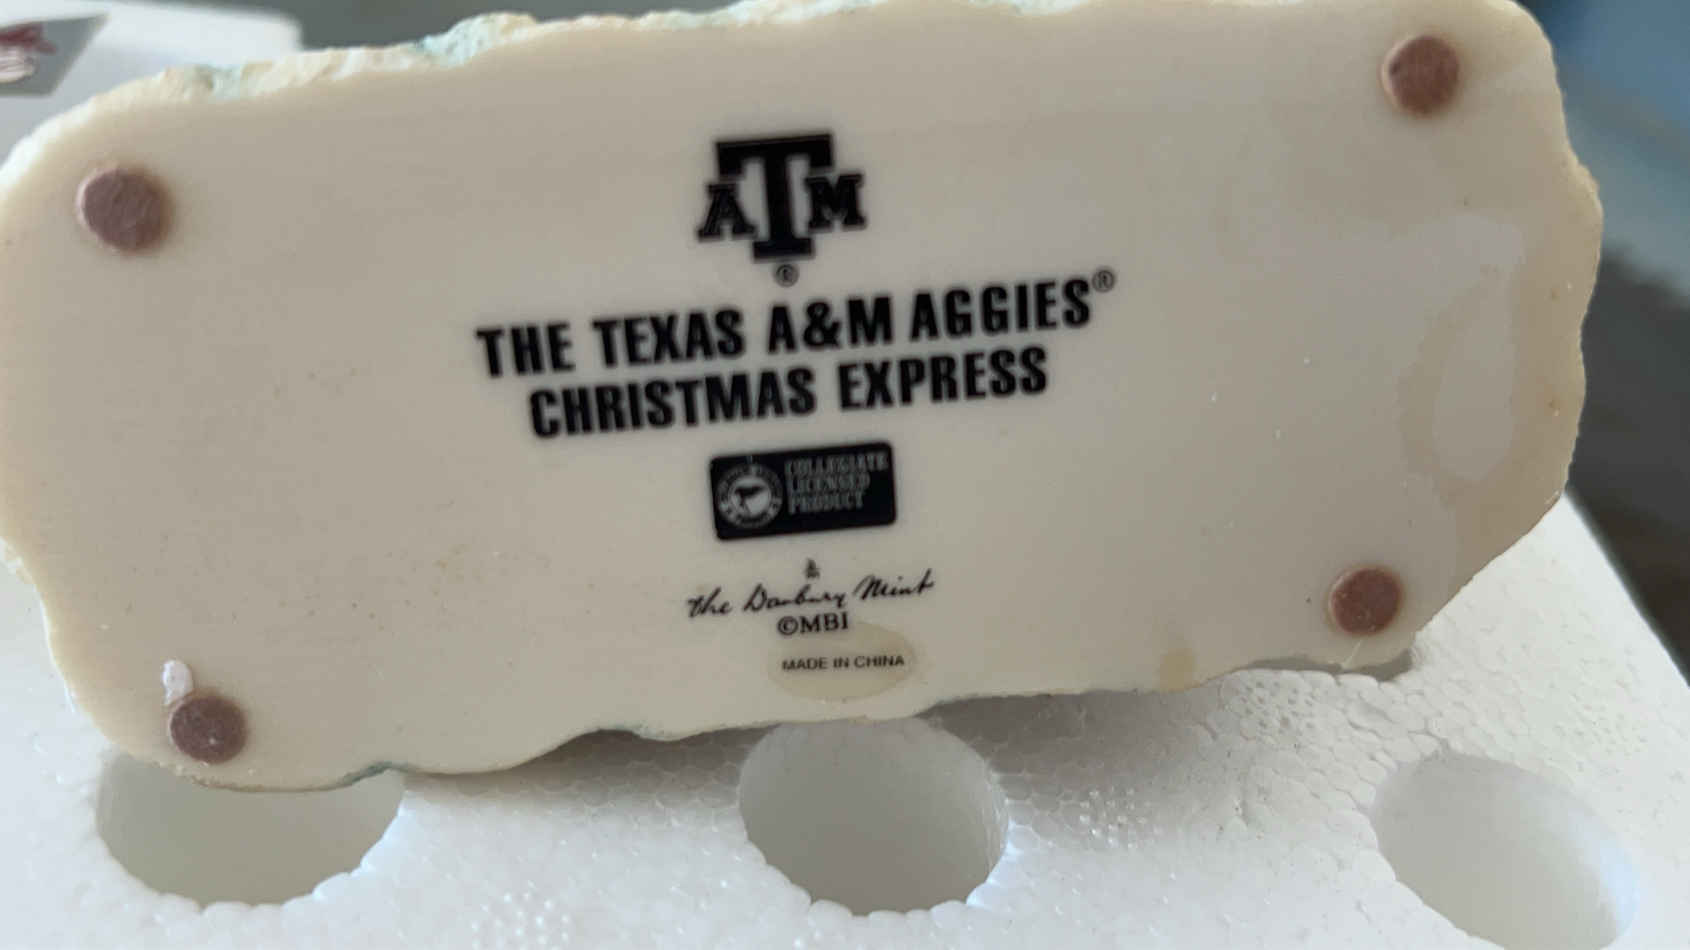 ATM
®
THE TEXAS A&M AGGIES®
CHRISTMAS EXPRESS
COLLEGIATE
LICENSED
PRODUCT
the Danbury Mint
©MBI
MADE IN CHINA